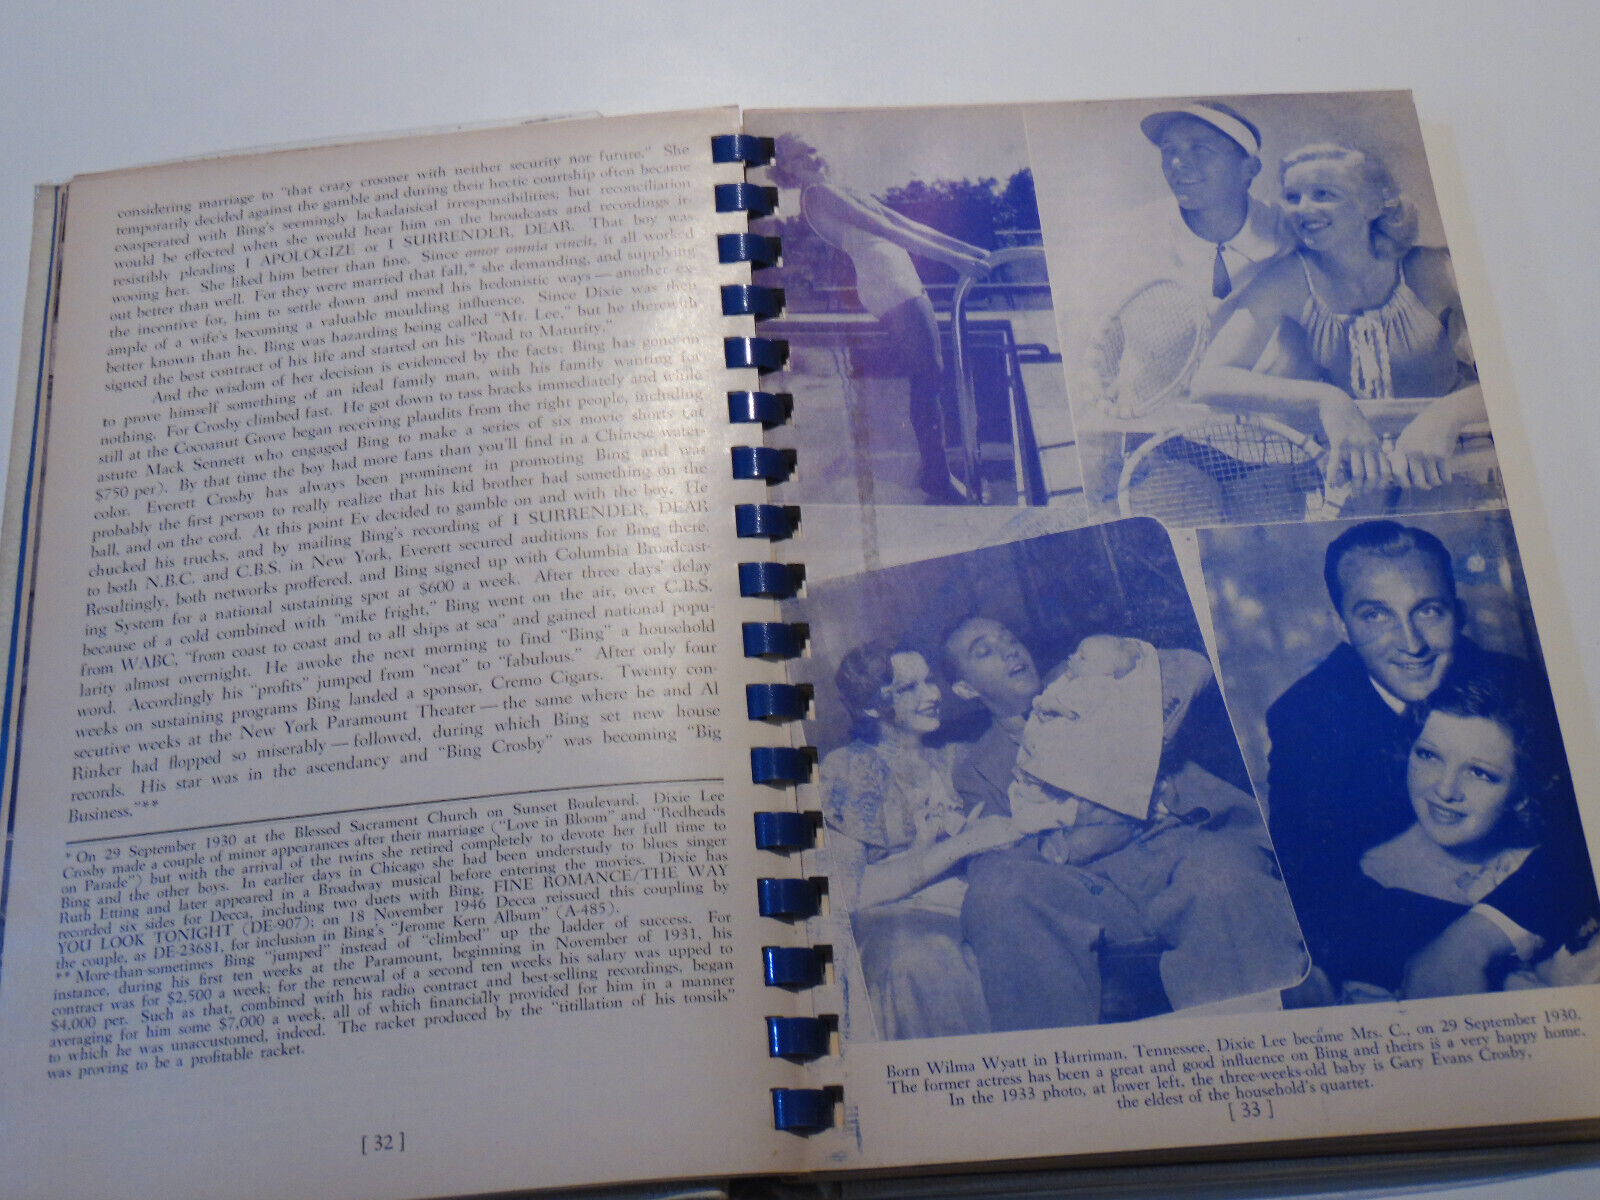 considering marriage to "that crazy crooner with neither security nor future." She
temporarily decided against the gamble and during their hectic courtship often became
exasperated with Bing's seemingly lackadaisical irresponsibilities; but reconciliation
would be effected when she would hear him on the broadcasts and recordings ir-
resistibly pleading I APOLOGIZE or I SURRENDER, DEAR. That boy was
wooing her. She liked him better than fine. Since amor omnia vincit, it all worked
out better than well. For they were married that fall,* she demanding, and supplying
the incentive for, him to settle down and mend his hedonistic ways — another ex-
ample of a wife's becoming a valuable moulding influence. Since Dixie was then
better known than he, Bing was hazarding being called "Mr. Lee," but he therewith
signed the best contract of his life and started on his "Road to Maturity."
And the wisdom of her decision is evidenced by the facts: Bing has gone on
to prove himself something of an ideal family man, with his family wanting for
nothing. For Crosby climbed fast. He got down to tass bracks immediately and while
still at the Cocoanut Grove began receiving plaudits from the right people, including
astute Mack Sennett who engaged Bing to make a series of six movie shorts (at
$750 per). By that time the boy had more fans than you'll find in a Chinese water-
color. Everett Crosby has always been prominent in promoting Bing and was
probably the first person to really realize that his kid brother had something on the
ball, and on the cord. At this point Ev decided to gamble on and with the boy. He
chucked his trucks, and by mailing Bing's recording of I SURRENDER, DEAR
to both N.B.C. and C.B.S. in New York, Everett secured auditions for Bing there.
Resultingly, both networks proffered, and Bing signed up with Columbia Broadcast-
ing System for a national sustaining spot at $600 a week. After three days' delay
because of a cold combined with "mike fright," Bing went on the air, over C.B.S.
from WABC, "from coast to coast and to all ships at sea" and gained national popu-
larity almost overnight. He awoke the next morning to find "Bing" a household
word. Accordingly his "profits" jumped from "neat" to "fabulous." After only four
weeks on sustaining programs Bing landed a sponsor, Cremo Cigars. Twenty con-
secutive weeks at the New York Paramount Theater — the same where he and Al
Rinker had flopped so miserably — followed, during which Bing set new house
records. His star was in the ascendancy and "Bing Crosby" was becoming "Big
Business."**
* On 29 September 1930 at the Blessed Sacrament Church on Sunset Boulevard. Dixie Lee
Crosby made a couple of minor appearances after their marriage ("Love in Bloom" and "Redheads
on Parade") but with the arrival of the twins she retired completely to devote her full time to
Bing and the other boys. In earlier days in Chicago she had been understudy to blues singer
Ruth Etting and later appeared in a Broadway musical before entering the movies. Dixie has
recorded six sides for Decca, including two duets with Bing, FINE ROMANCE/THE WAY
YOU LOOK TONIGHT (DE-907); on 18 November 1946 Decca reissued this coupling by
the couple, as DE-23681, for inclusion in Bing's "Jerome Kern Album" (A-485).
** More-than-sometimes Bing "jumped" instead of "climbed" up the ladder of success. For
instance, during his first ten weeks at the Paramount, beginning in November of 1931, his
contract was for $2,500 a week; for the renewal of a second ten weeks his salary was upped to
$4,000 per. Such as that, combined with his radio contract and best-selling recordings, began
averaging for him some $7,000 a week, all of which financially provided for him in a manner
to which he was unaccustomed, indeed. The racket produced by the "titillation of his tonsils"
was proving to be a profitable racket.
[ 32 ]
Born Wilma Wyatt in Harriman, Tennessee, Dixie Lee became Mrs. C., on 29 September 1930.
The former actress has been a great and good influence on Bing and theirs is a very happy home.
In the 1933 photo, at lower left, the three-weeks-old baby is Gary Evans Crosby,
the eldest of the household's quartet.
[ 33 ]